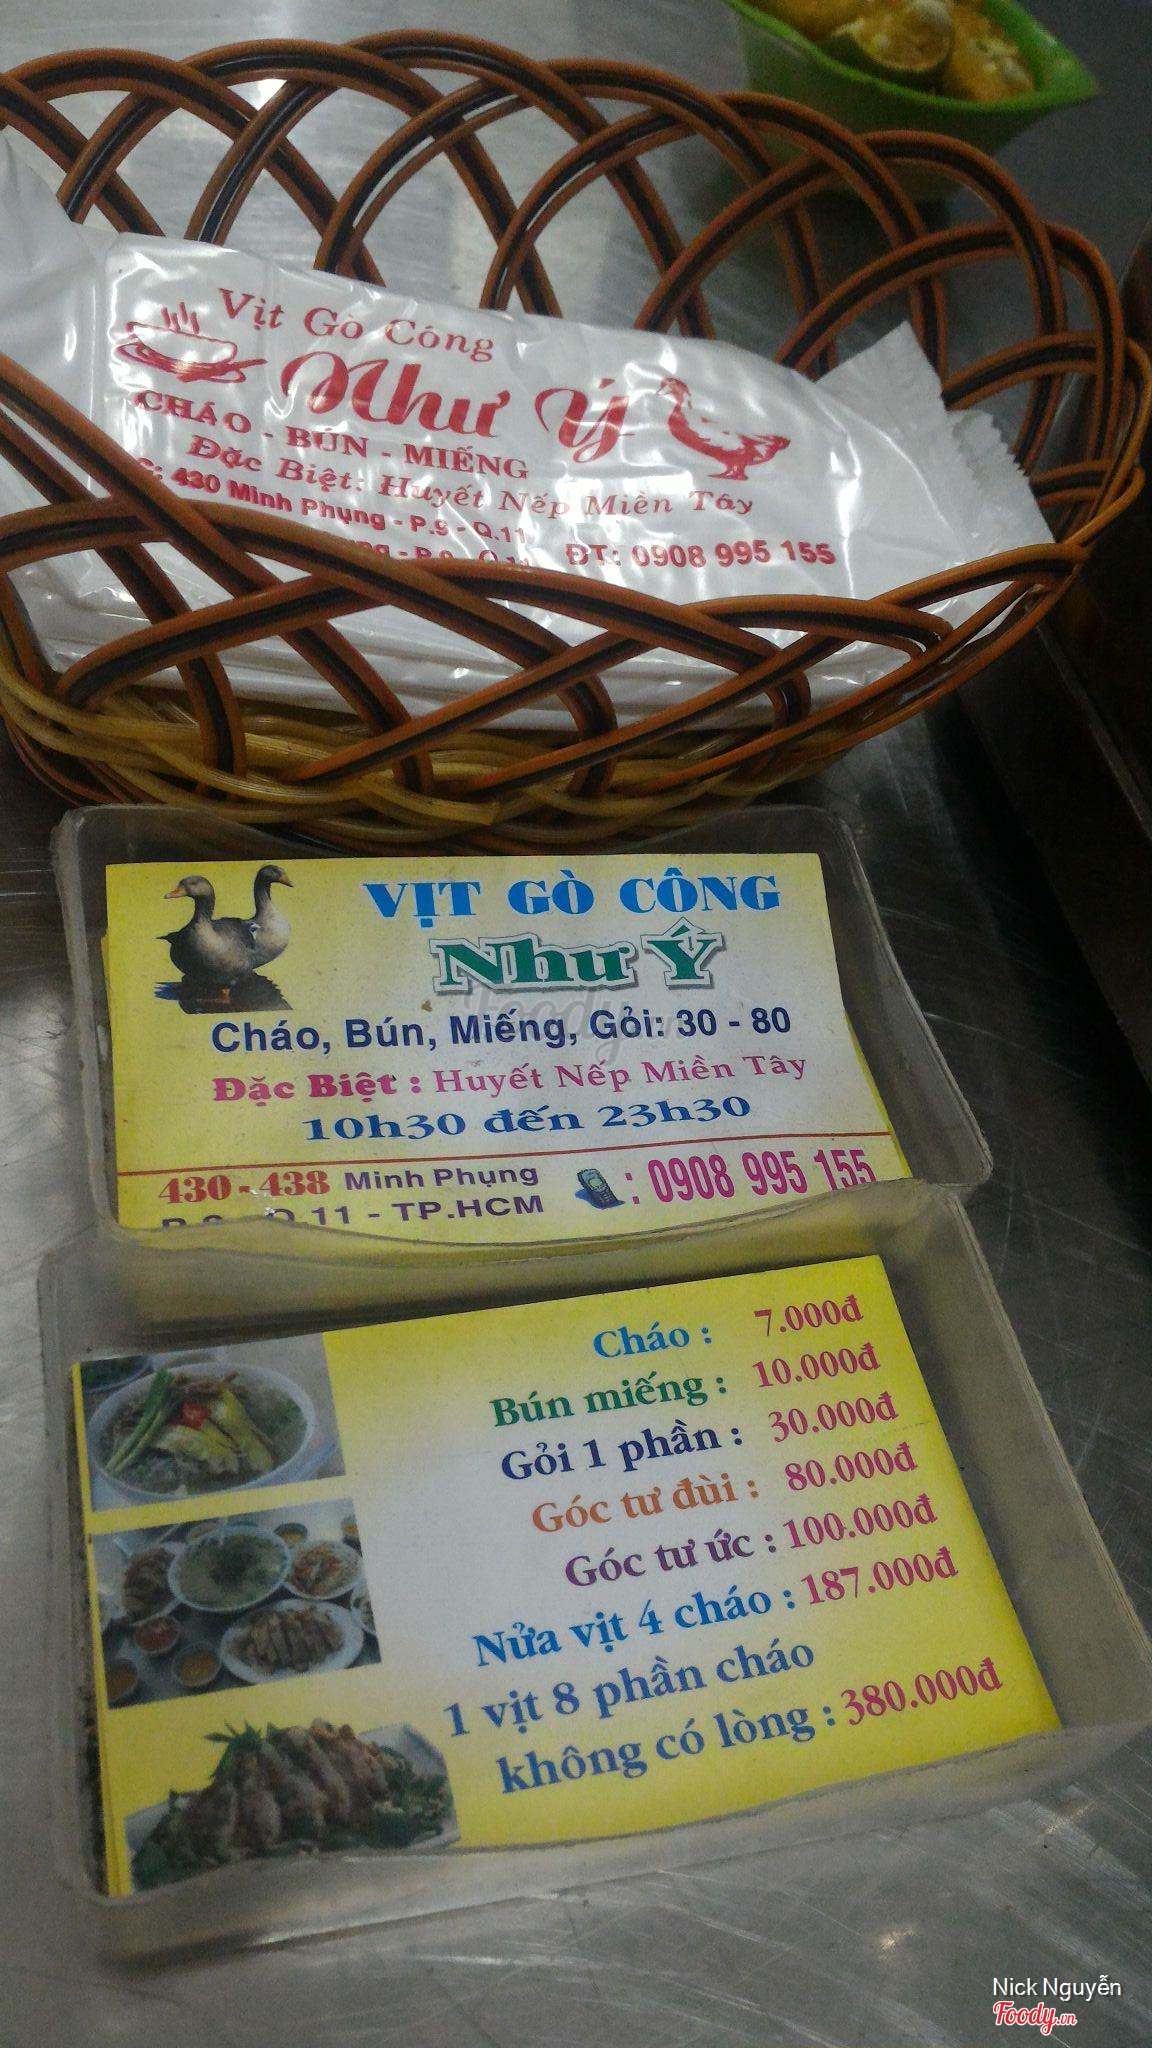 Vịt Gò Công
Như Ý
CHÁO - BÚN - MIẾNG
Đặc Biệt: Huyết Nếp Miền Tây
430 Minh Phụng - P.9 - Q.11
ĐT: 0908 995 155
VỊT GÒ CÔNG
Như Ý
Cháo, Bún, Miếng, Gỏi: 30 - 80
Đặc Biệt : Huyết Nếp Miền Tây
10h30 đến 23h30
430 - 438 Minh Phụng
Q.11 - TP.HCM
: 0908 995 155
Cháo : 7.000đ
Bún miếng : 10.000đ
Gỏi 1 phần : 30.000đ
Góc tư đùi : 80.000đ
Góc tư ức : 100.000đ
Nửa vịt 4 cháo : 187.000đ
1 vịt 8 phần cháo
không có lòng : 380.000đ
Nick Nguyễn
Foody.vn